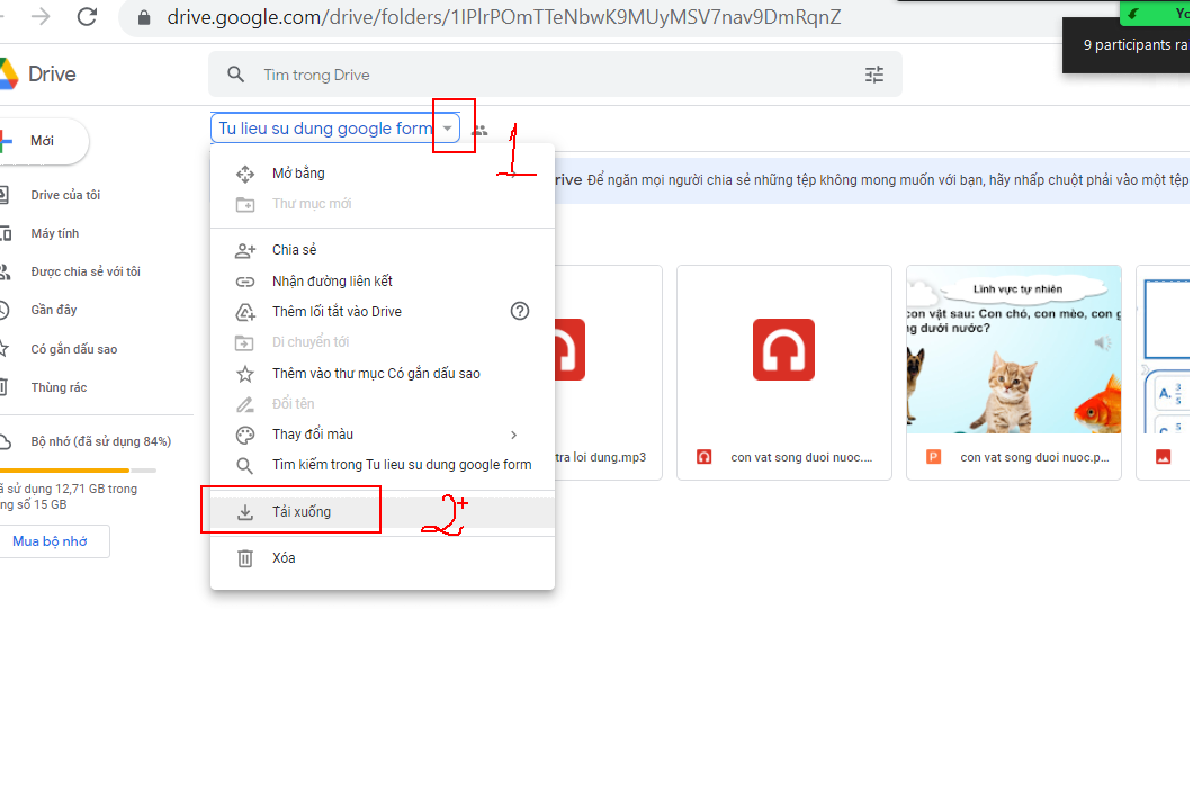 drive.google.com/drive/folders/1IPlrPOmTTeNbwK9MUyMSV7nav9DmRqnZ
9 participants ra
Drive
Tìm trong Drive
Mới
Tu lieu su dung google form
1
Drive của tôi
Máy tính
Được chia sẻ với tôi
Gần đây
Có gắn dấu sao
Thùng rác
Bộ nhớ (đã sử dụng 84%)
sử dụng 12,71 GB trong
số 15 GB
Mua bộ nhớ
Mở bằng
Thư mục mới
Chia sẻ
Nhận đường liên kết
Thêm lối tắt vào Drive
Di chuyển tới
Thêm vào thư mục Có gắn dấu sao
Đổi tên
Thay đổi màu
Tìm kiếm trong Tu lieu su dung google form
Tải xuống
2
Xóa
rive Để ngăn mọi người chia sẻ những tệp không mong muốn với bạn, hãy nhấp chuột phải vào một tệp
tra loi dung.mp3
con vat song duoi nuoc....
Lĩnh vực tự nhiên
con vật sau: Con chó, con mèo, con g
g dưới nước?
P
con vat song duoi nuoc.p...
A. 3/5